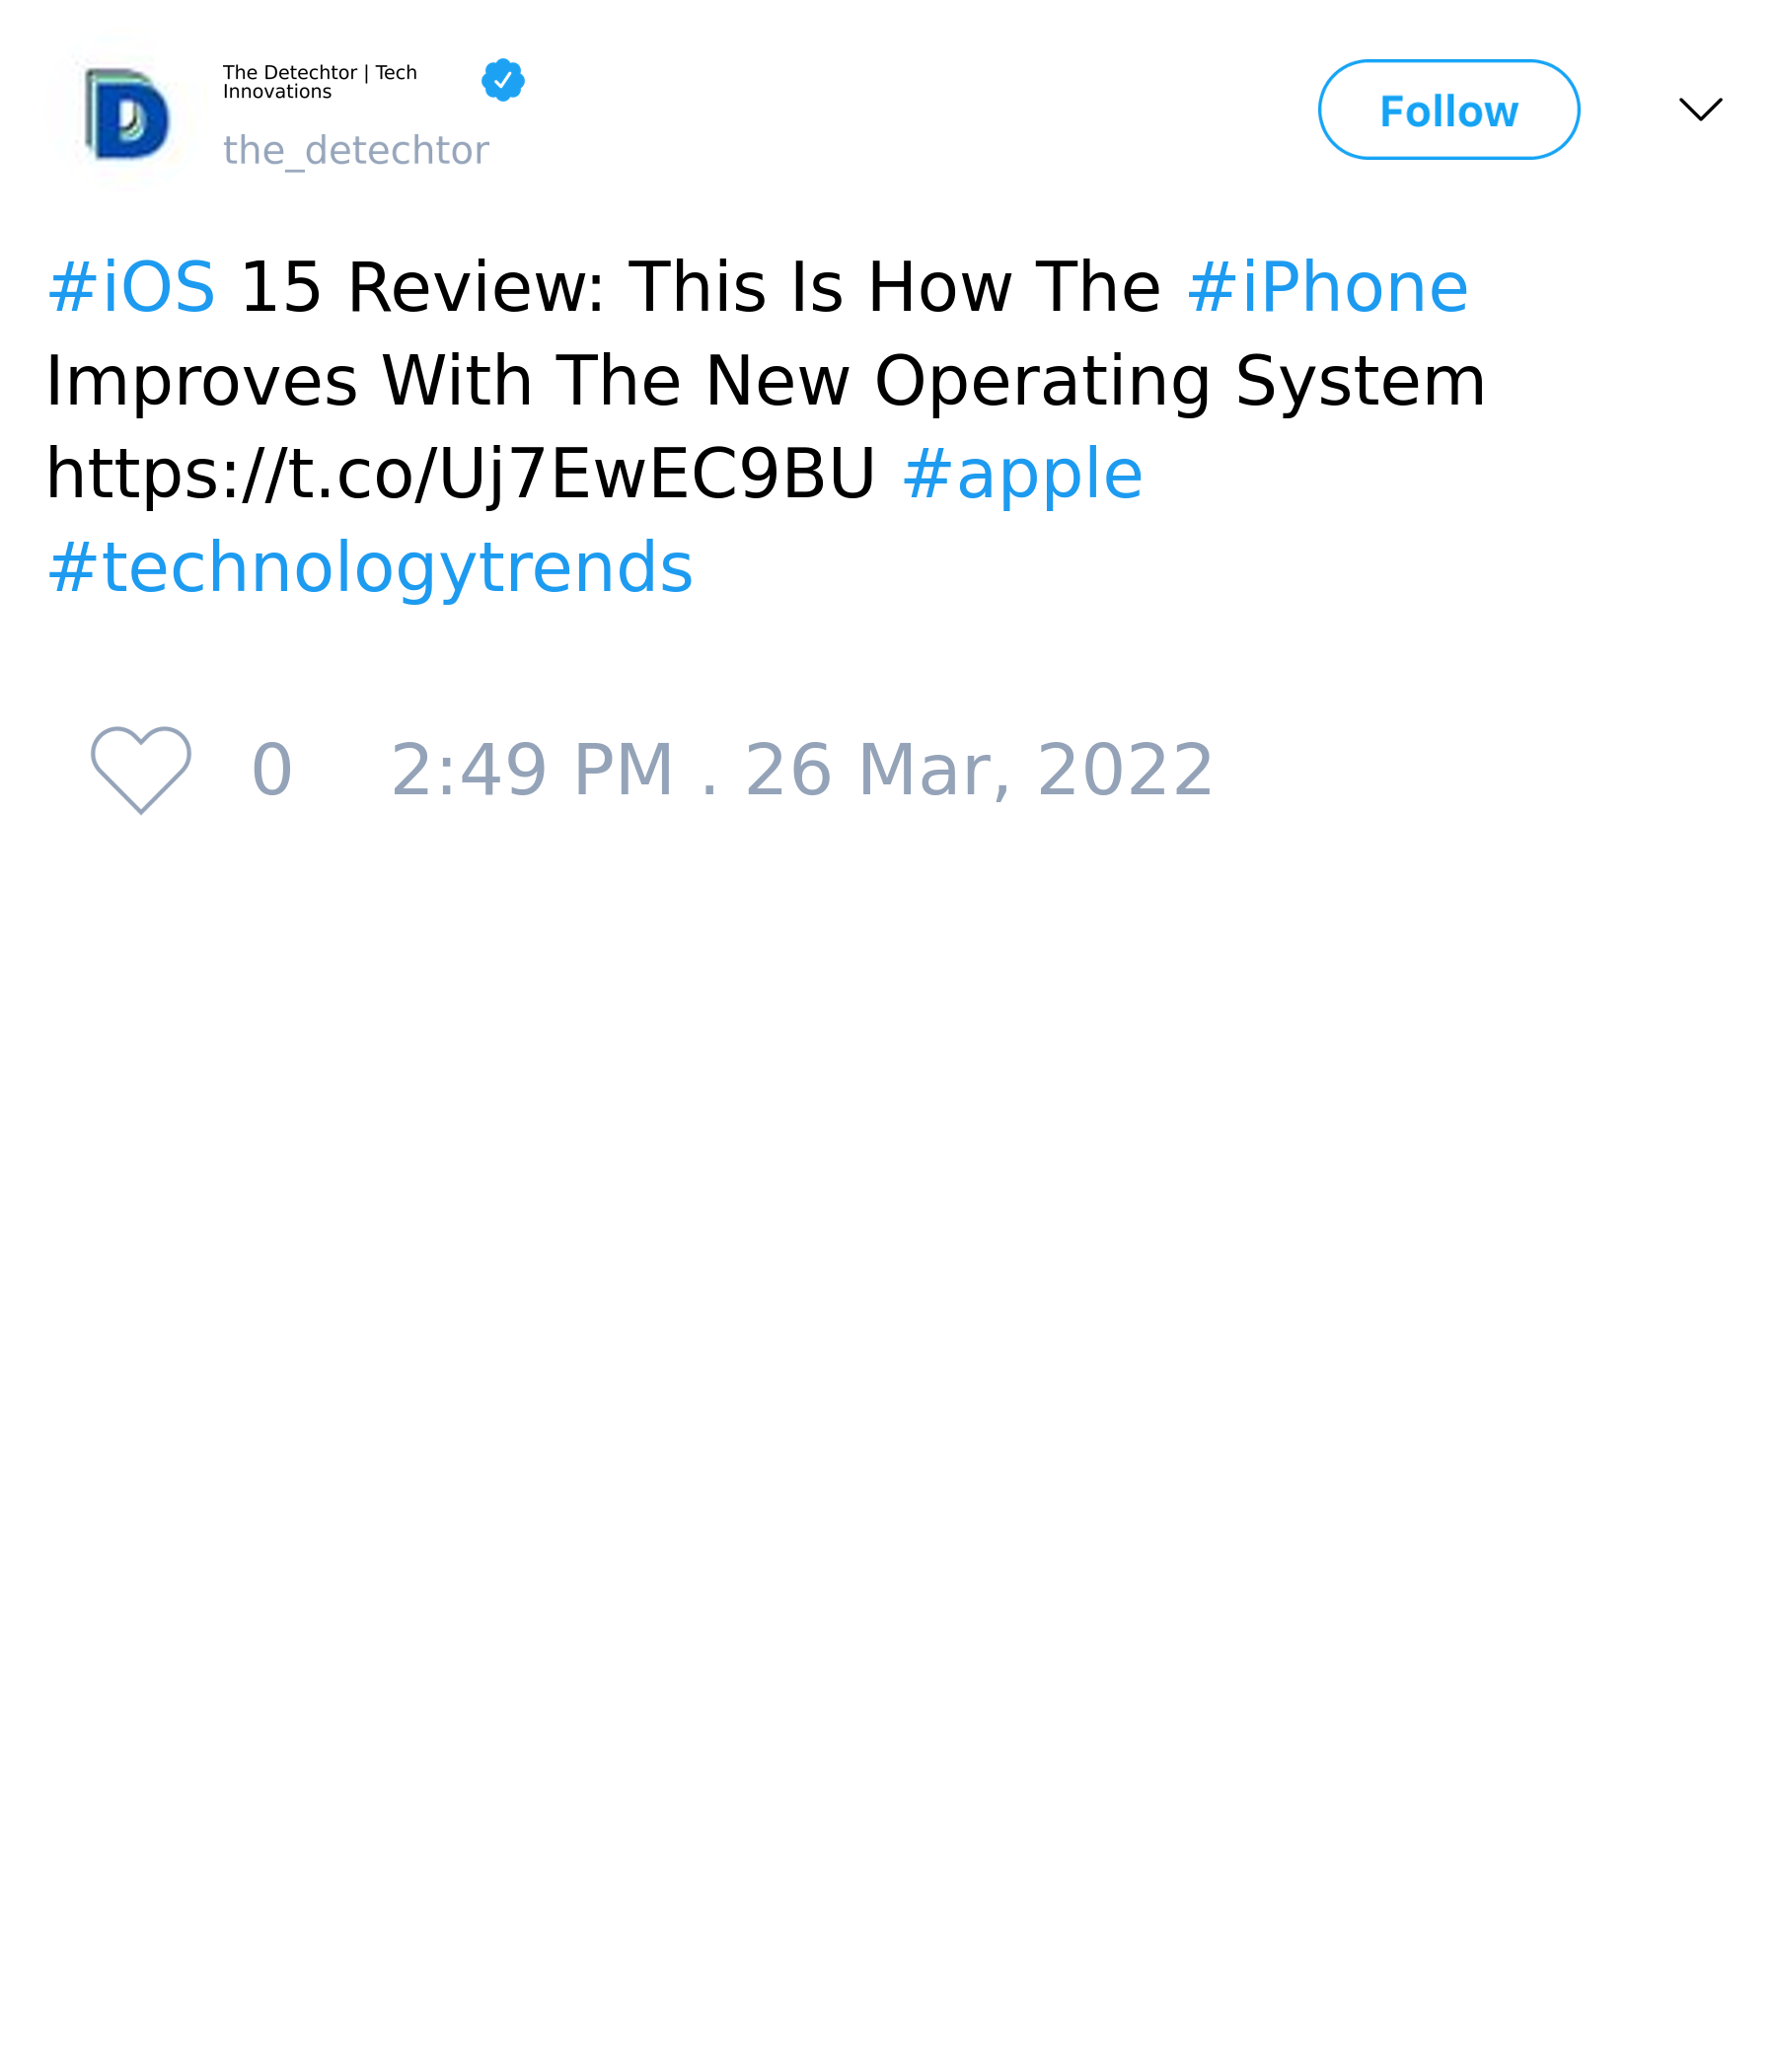 The Detechtor | Tech
Innovations
the_detechtor
Follow
#iOS 15 Review: This Is How The #iPhone
Improves With The New Operating System
https://t.co/Uj7EwEC9BU #apple
#technologytrends
0 2:49 PM . 26 Mar, 2022